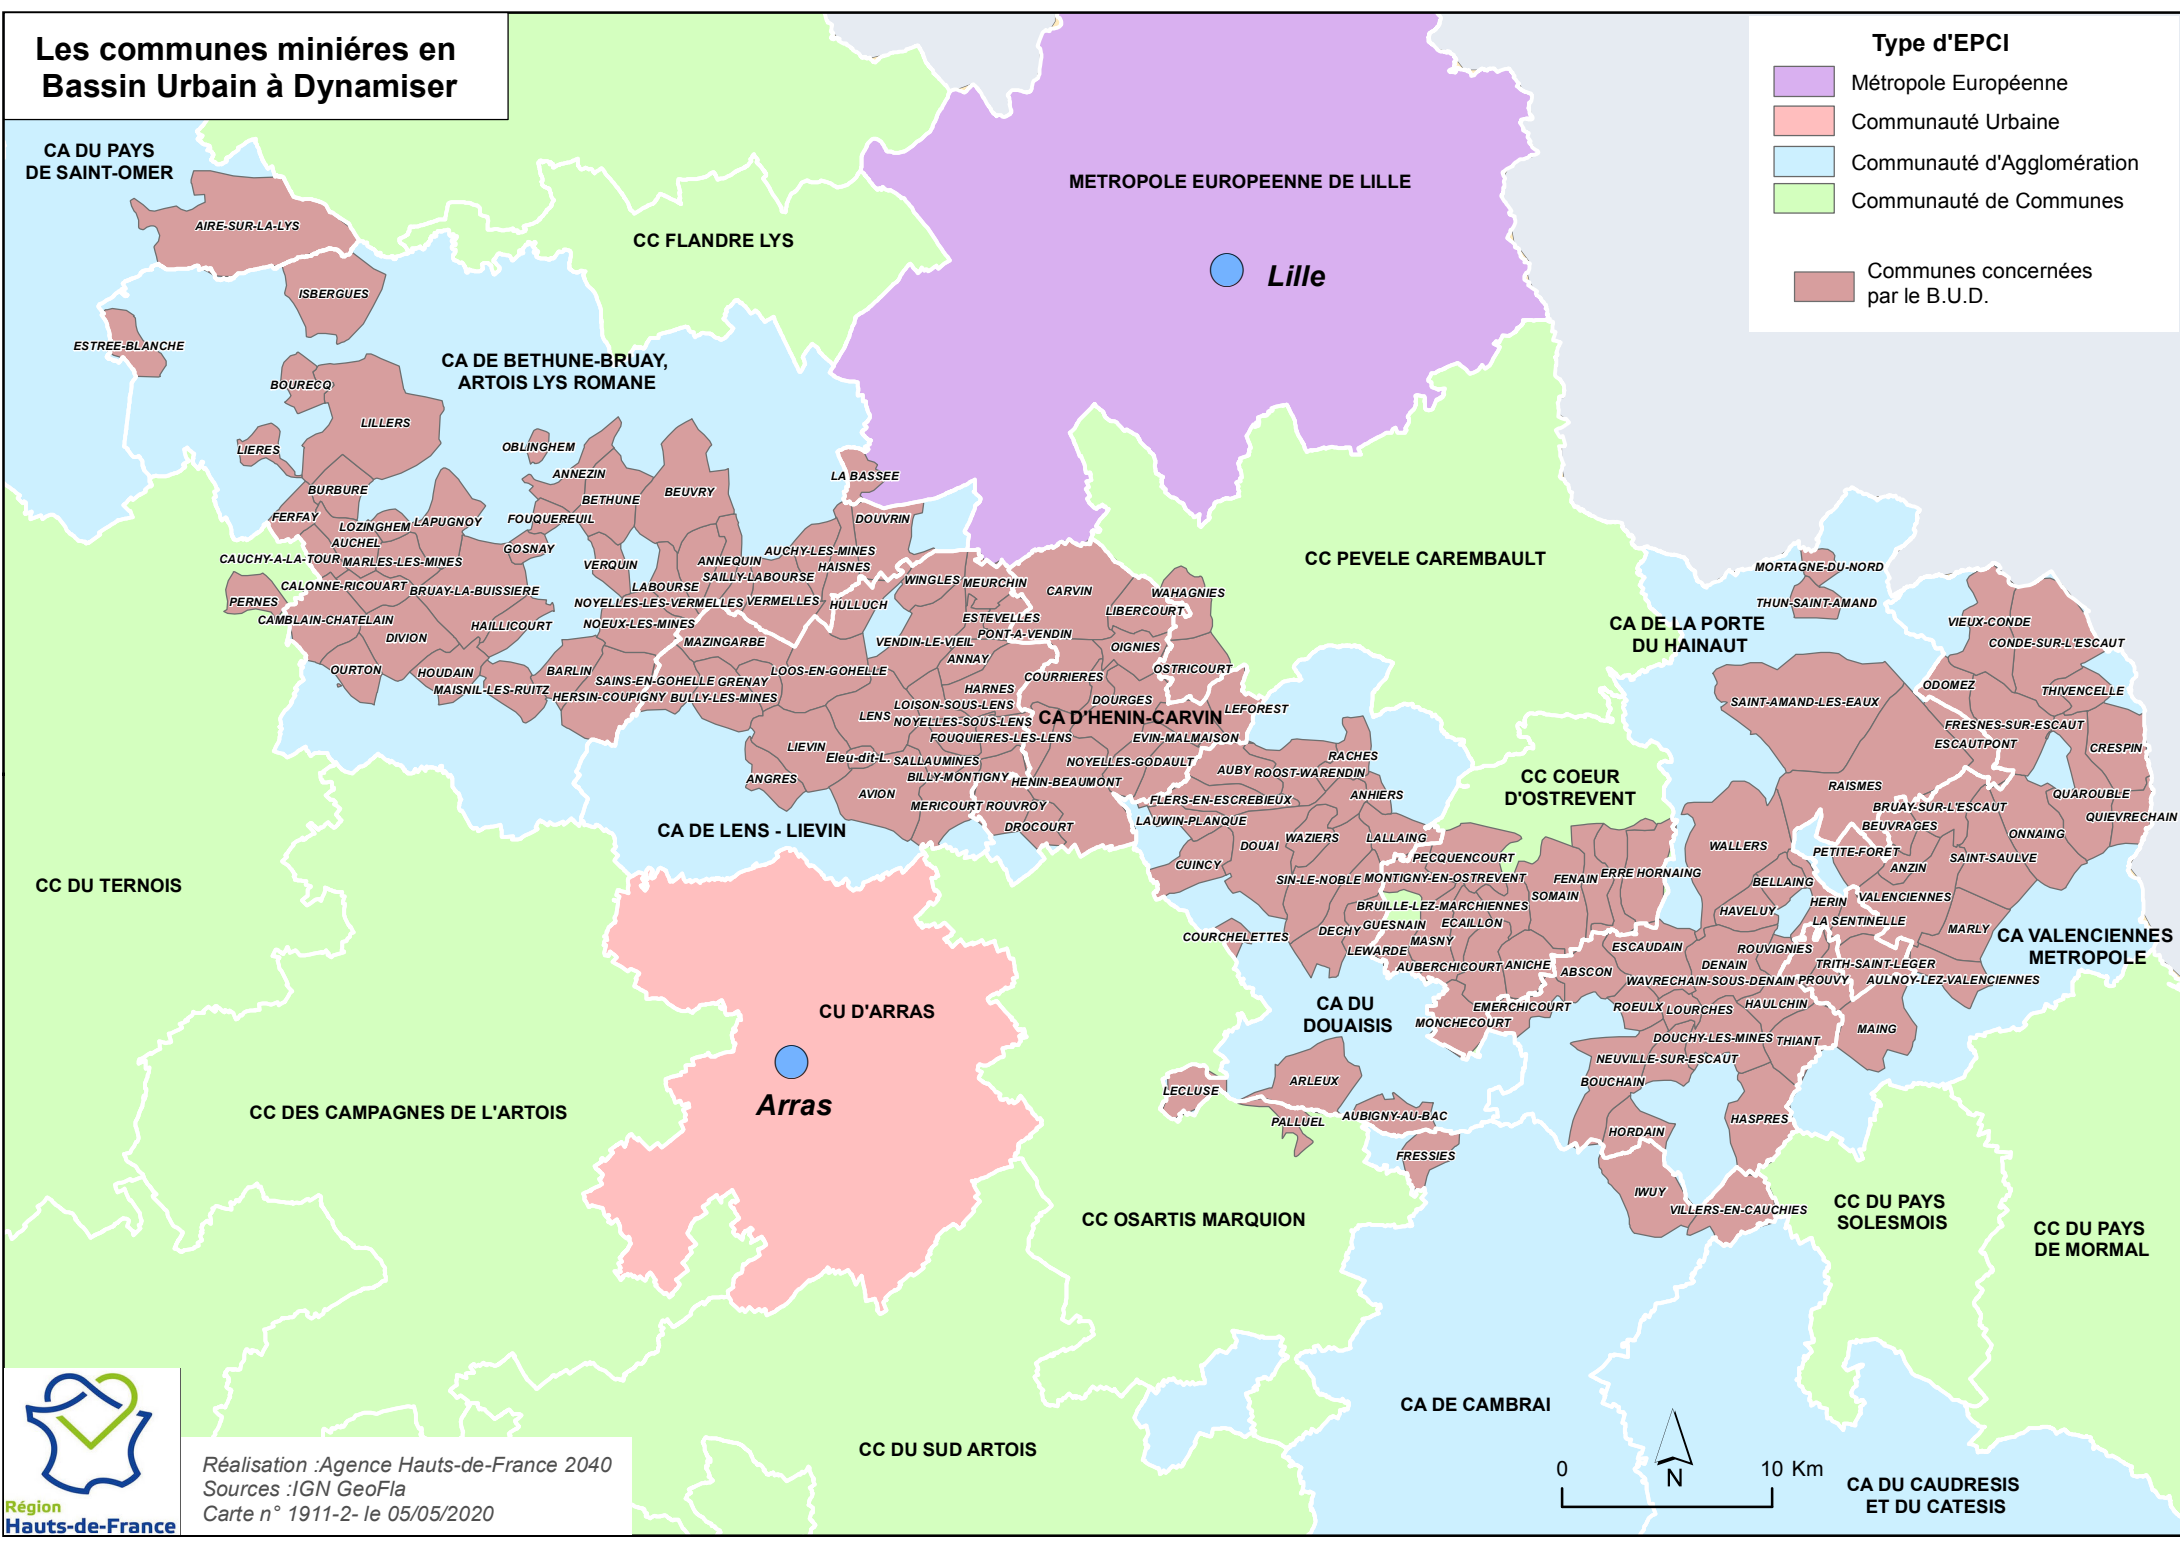 Les communes miniéres en
Bassin Urbain à Dynamiser
Type d'EPCI
Métropole Européenne
Communauté Urbaine
Communauté d'Agglomération
Communauté de Communes
Communes concernées
par le B.U.D.
CA DU PAYS
DE SAINT-OMER
METROPOLE EUROPEENNE DE LILLE
AIRE-SUR-LA-LYS
CC FLANDRE LYS
Lille
ISBERGUES
ESTREE-BLANCHE
CA DE BETHUNE-BRUAY,
ARTOIS LYS ROMANE
BOURECQ
LILLERS
LIERES
OBLINGHEM
ANNEZIN
LA BASSEE
BURBURE
BETHUNE
BEUVRY
FERFAY
LOZINGHEM
LAPUGNOY
FOUQUEREUIL
DOUVRIN
AUCHEL
GOSNAY
CAUCHY-A-LA-TOUR
MARLES-LES-MINES
VERQUIN
ANNEQUIN
AUCHY-LES-MINES
HAISNES
CC PEVELE CAREMBAULT
MORTAGNE-DU-NORD
CALONNE-RICOUART
BRUAY-LA-BUISSIERE
LABOURSE
SAILLY-LABOURSE
WINGLES
MEURCHIN
CARVIN
WAHAGNIES
PERNES
NOYELLES-LES-VERMELLES
VERMELLES
HULLUCH
LIBERCOURT
THUN-SAINT-AMAND
CAMBLAIN-CHATELAIN
HAILLICOURT
NOEUX-LES-MINES
ESTEVELLES
CA DE LA PORTE
DU HAINAUT
VIEUX-CONDE
DIVION
MAZINGARBE
VENDIN-LE-VIEIL
PONT-A-VENDIN
OIGNIES
CONDE-SUR-L'ESCAUT
OURTON
HOUDAIN
BARLIN
LOOS-EN-GOHELLE
ANNAY
COURRIERES
OSTRICOURT
MAISNIL-LES-RUITZ
SAINS-EN-GOHELLE
GRENAY
HARNES
ODOMEZ
THIVENCELLE
HERSIN-COUPIGNY
BULLY-LES-MINES
LOISON-SOUS-LENS
DOURGES
LEFOREST
SAINT-AMAND-LES-EAUX
LENS
NOYELLES-SOUS-LENS
CA D'HENIN-CARVIN
FRESNES-SUR-ESCAUT
LIEVIN
FOUQUIERES-LES-LENS
EVIN-MALMAISON
ESCAUTPONT
CRESPIN
Eleu-dit-L.
SALLAUMINES
NOYELLES-GODAULT
RACHES
ANGRES
BILLY-MONTIGNY
HENIN-BEAUMONT
AUBY
ROOST-WARENDIN
CC COEUR
D'OSTREVENT
RAISMES
AVION
MERICOURT
ROUVROY
FLERS-EN-ESCREBIEUX
ANHIERS
QUAROUBLE
BRUAY-SUR-L'ESCAUT
QUIEVRECHAIN
CA DE LENS - LIEVIN
DROCOURT
LAUWIN-PLANQUE
BEUVRAGES
ONNAING
DOUAI
WAZIERS
LALLAING
WALLERS
PETITE-FORET
SAINT-SAULVE
CUINCY
PECQUENCOURT
ANZIN
CC DU TERNOIS
SIN-LE-NOBLE
MONTIGNY-EN-OSTREVENT
FENAIN
ERRE
HORNAING
BELLAING
SOMAIN
VALENCIENNES
BRUILLE-LEZ-MARCHIENNES
HAVELUY
HERIN
COURCHELETTES
DECHY
GUESNAIN
ECAILLON
LA SENTINELLE
MARLY
CA VALENCIENNES
METROPOLE
LEWARDE
MASNY
ESCAUDAIN
ROUVIGNIES
AUBERCHICOURT
ANICHE
ABSCON
DENAIN
TRITH-SAINT-LEGER
WAVRECHAIN-SOUS-DENAIN
PROUVY
AULNOY-LEZ-VALENCIENNES
CU D'ARRAS
CA DU
DOUAISIS
EMERCHICOURT
ROEULX
LOURCHES
HAULCHIN
MONCHECOURT
MAING
DOUCHY-LES-MINES
THIANT
NEUVILLE-SUR-ESCAUT
LECLUSE
ARLEUX
BOUCHAIN
Arras
CC DES CAMPAGNES DE L'ARTOIS
PALLUEL
AUBIGNY-AU-BAC
HASPRES
HORDAIN
FRESSIES
IWUY
CC OSARTIS MARQUION
VILLERS-EN-CAUCHIES
CC DU PAYS
SOLESMOIS
CC DU PAYS
DE MORMAL
CA DE CAMBRAI
CC DU SUD ARTOIS
0
10 Km
N
CA DU CAUDRESIS
ET DU CATESIS
Réalisation :Agence Hauts-de-France 2040
Sources :IGN GeoFla
Carte n° 1911-2- le 05/05/2020
Région
Hauts-de-France